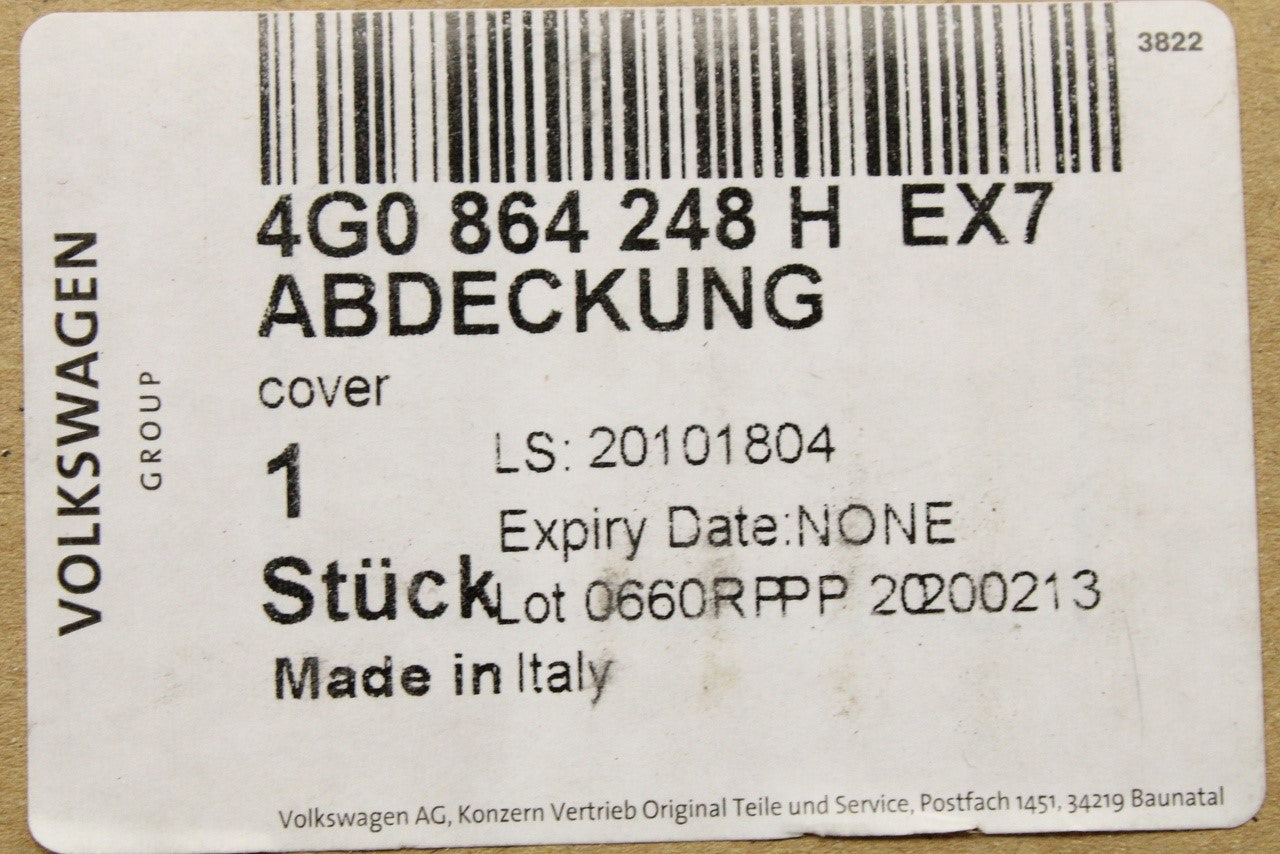 3822
4G0 864 248 H EX7
ABDECKUNG
cover
1
LS: 20101804
Expiry Date:NONE
Stück
Lot 0660RPPP 20200213
Made in Italy
VOLKSWAGEN
GROUP
Volkswagen AG, Konzern Vertrieb Original Teile und Service, Postfach 1451, 34219 Baunatal